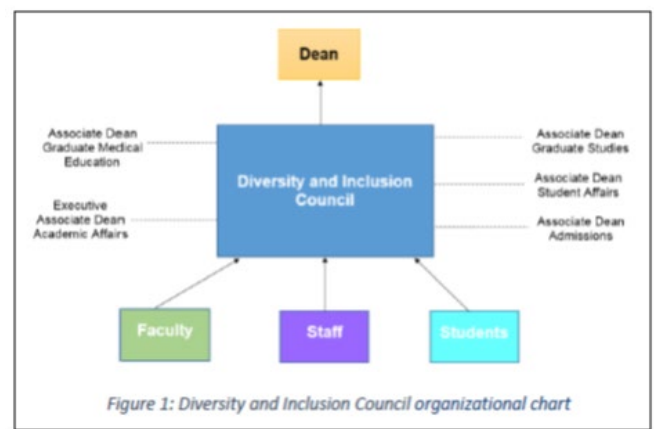 Dean
Associate Dean
Graduate Medical
Education
Executive
Associate Dean
Academic Affairs
Diversity and Inclusion
Council
Associate Dean
Graduate Studies
Associate Dean
Student Affairs
Associate Dean
Admissions
Faculty
Staff
Students
Figure 1: Diversity and Inclusion Council organizational chart